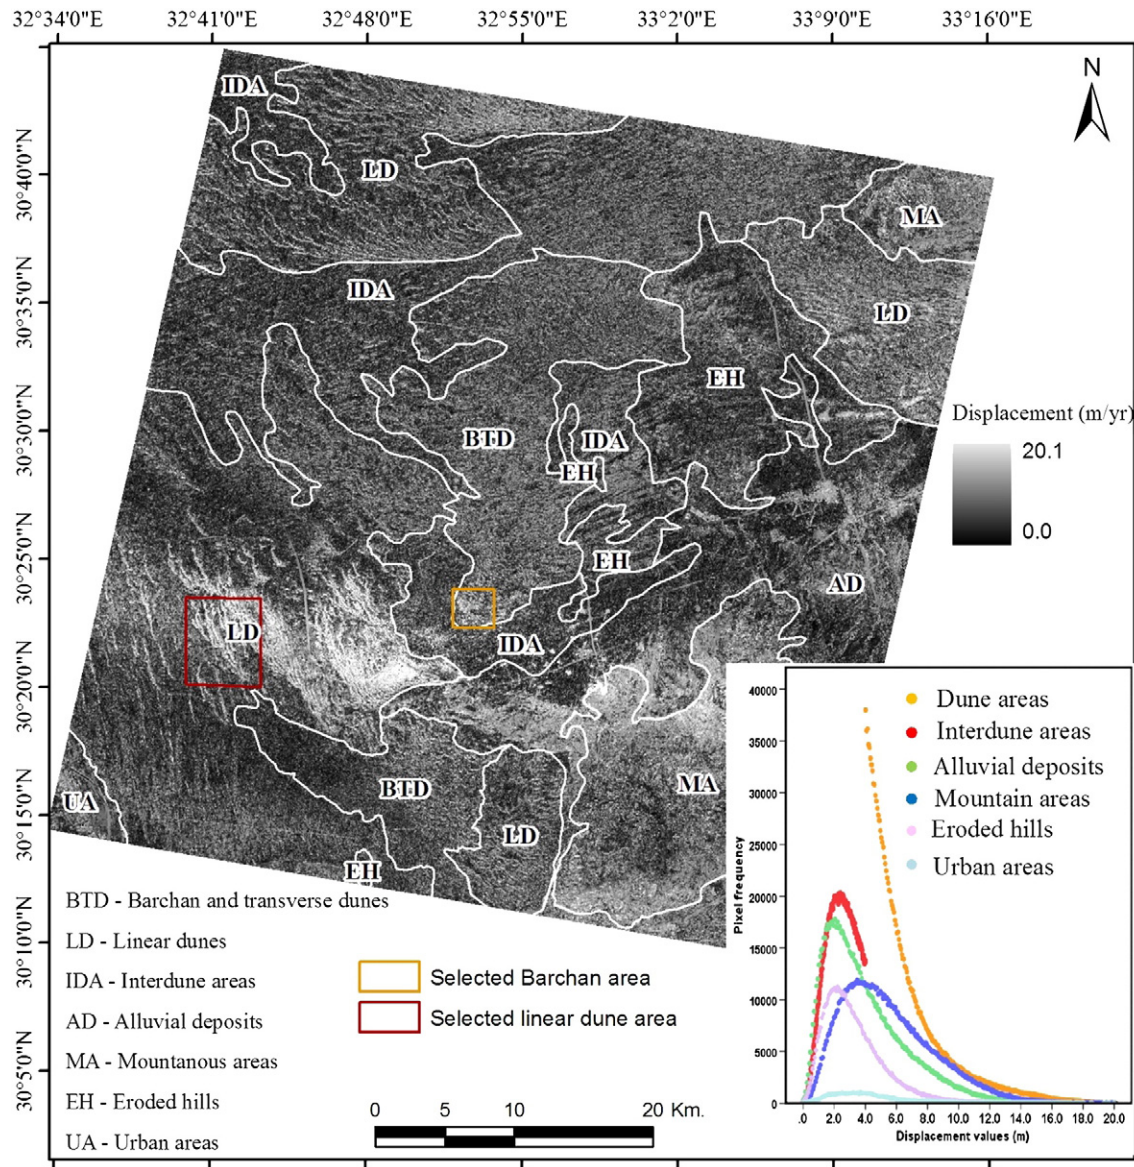 32°34'0"E 32°41'0"E 32°48'0"E 32°55'0"E 33°2'0"E 33°9'0"E 33°16'0"E
N
30°40'0"N
30°35'0"N
30°30'0"N
30°25'0"N
30°20'0"N
30°15'0"N
30°10'0"N
30°5'0"N
IDA
LD
MA
IDA
LD
EH
BTD
IDA
EH
EH
AD
LD
IDA
BTD
MA
UA
LD
EH
Displacement (m/yr)
20.1
0.0
BTD - Barchan and transverse dunes
LD - Linear dunes
IDA - Interdune areas
AD - Alluvial deposits
MA - Mountanous areas
EH - Eroded hills
UA - Urban areas
Selected Barchan area
Selected linear dune area
0 5 10 20 Km.
Dune areas
Interdune areas
Alluvial deposits
Mountain areas
Eroded hills
Urban areas
Pixel frequency
40000
35000
30000
25000
20000
15000
10000
5000
0
.0 2.0 4.0 6.0 8.0 10.0 12.0 14.0 16.0 18.0 20.0
Displacement values (m)